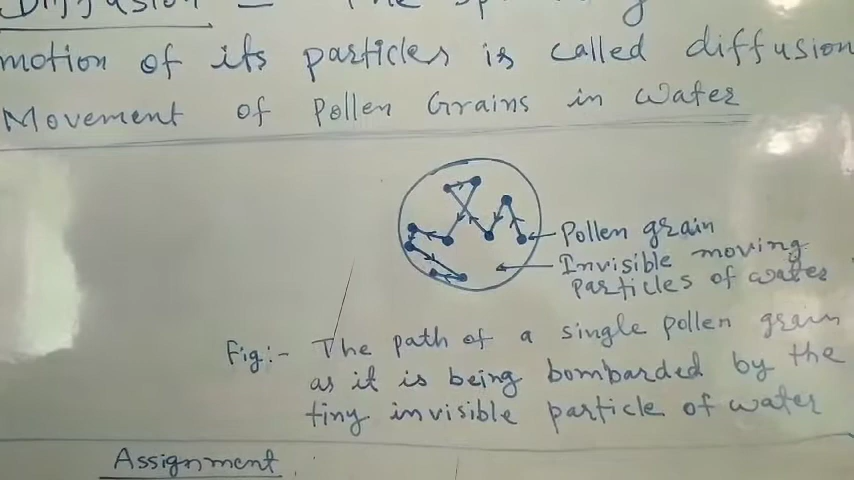 Diffusion - The
motion of its particles is called diffusion
Movement of Pollen Grains in water
Pollen grain
Invisible moving
particles of water
Fig:- The path of a single pollen grain
as it is being bombarded by the
tiny invisible particle of water
Assignment